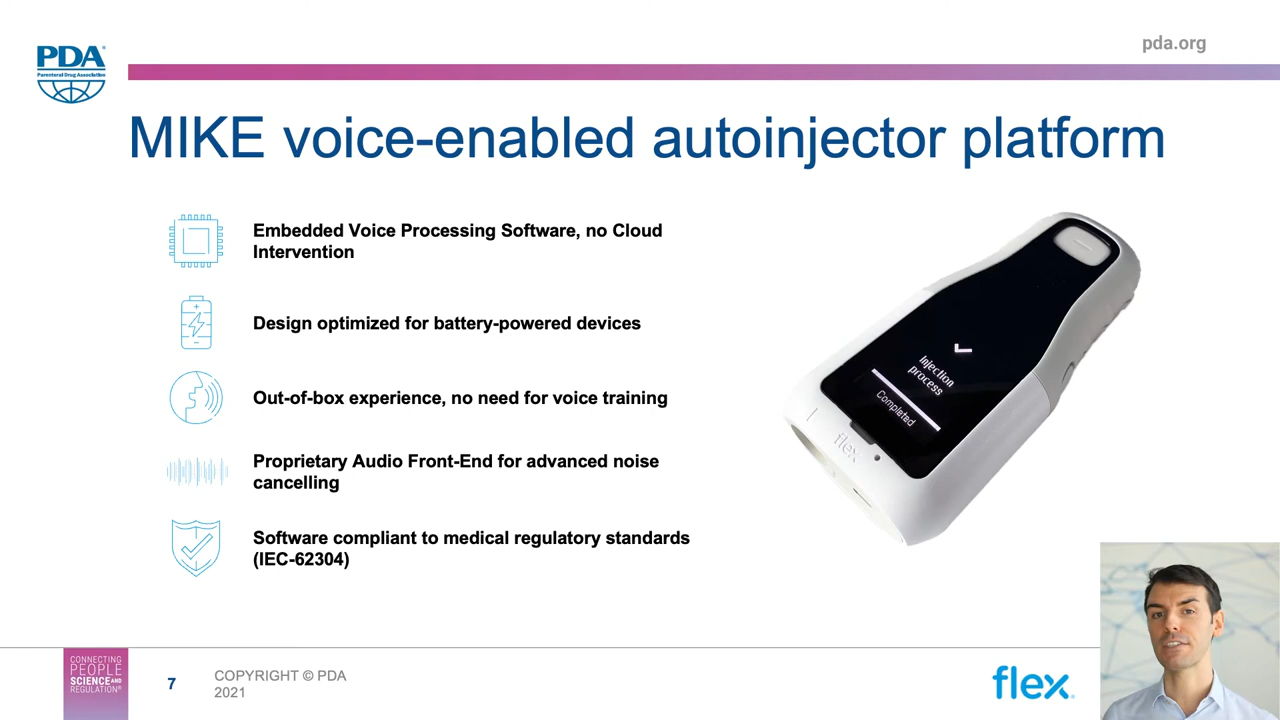 pda.org
PDA®
Parenteral Drug Association
MIKE voice-enabled autoinjector platform
Embedded Voice Processing Software, no Cloud
Intervention
Design optimized for battery-powered devices
Out-of-box experience, no need for voice training
Proprietary Audio Front-End for advanced noise
cancelling
Software compliant to medical regulatory standards
(IEC-62304)
Injection
process
Completed
flex
CONNECTING
PEOPLE
SCIENCE AND
REGULATION®
7
COPYRIGHT © PDA
2021
flex®